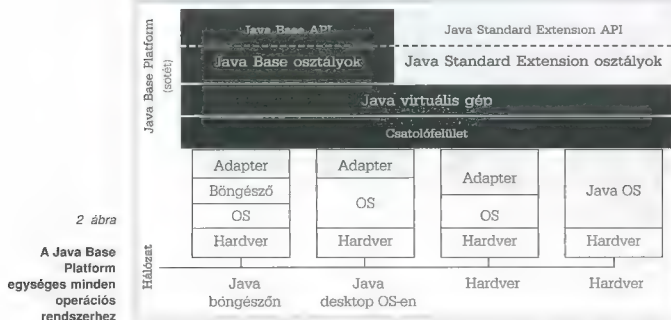 Java Base API
Java Standard Extension API
Java Base osztályok
Java Standard Extension osztályok
Java virtuális gép
Csatolófelület
Java Base Platform
(sötét)
Adapter
Adapter
Adapter
Java OS
Böngésző
OS
OS
OS
Hardver
Hardver
Hardver
Hardver
Hálózat
Java
böngészőn
Java
desktop OS-en
Hardver
Hardver
2 ábra
A Java Base
Platform
egységes minden
operációs
rendszerhez